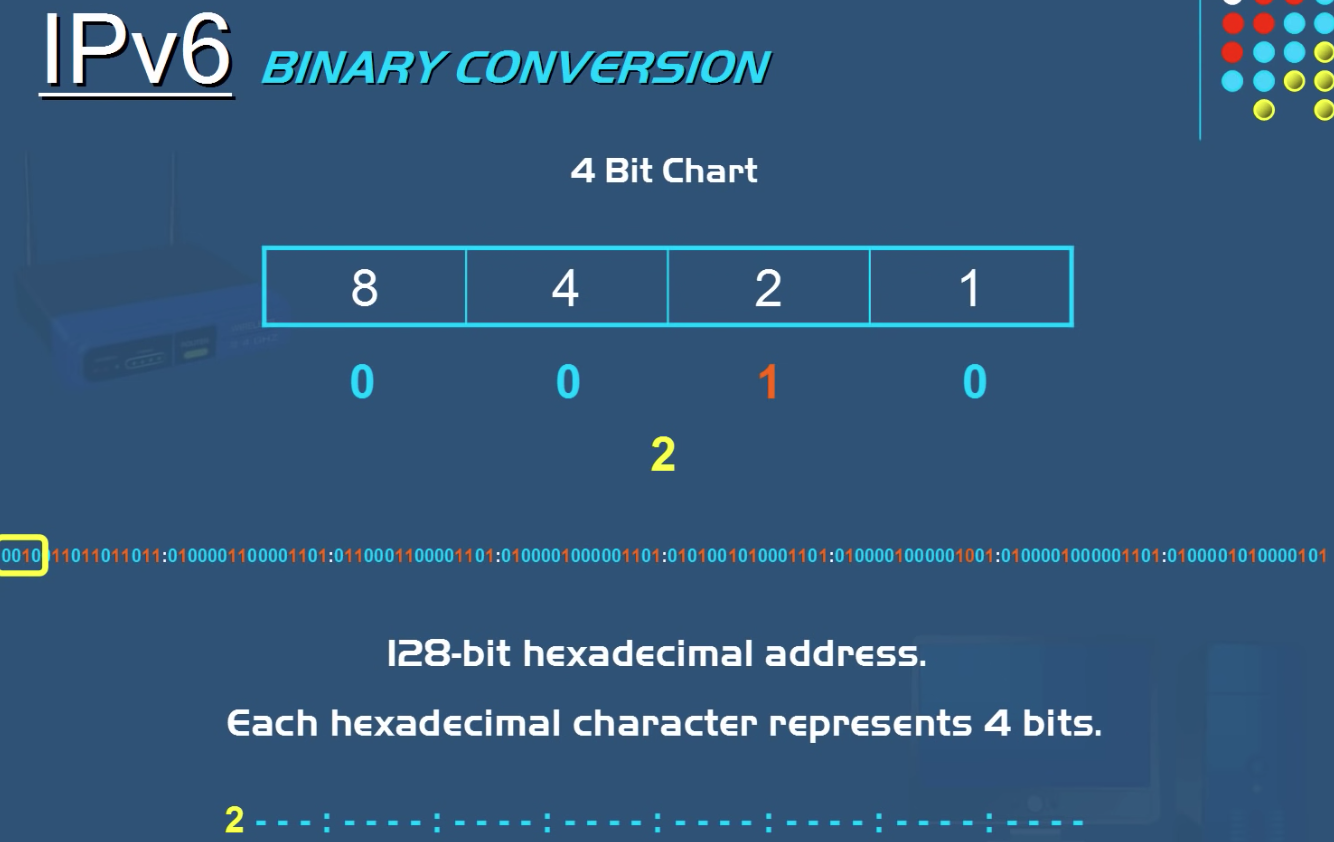 IPv6 BINARY CONVERSION
4 Bit Chart
8 4 2 1
0 0 1 0
2
0010011011011011:0100001100001101:0110001100001101:0100001000001101:0101001010001101:0100001000001001:0100001000001101:0100001010000101
128-bit hexadecimal address.
Each hexadecimal character represents 4 bits.
2---:----:----:----:----:----:----:----